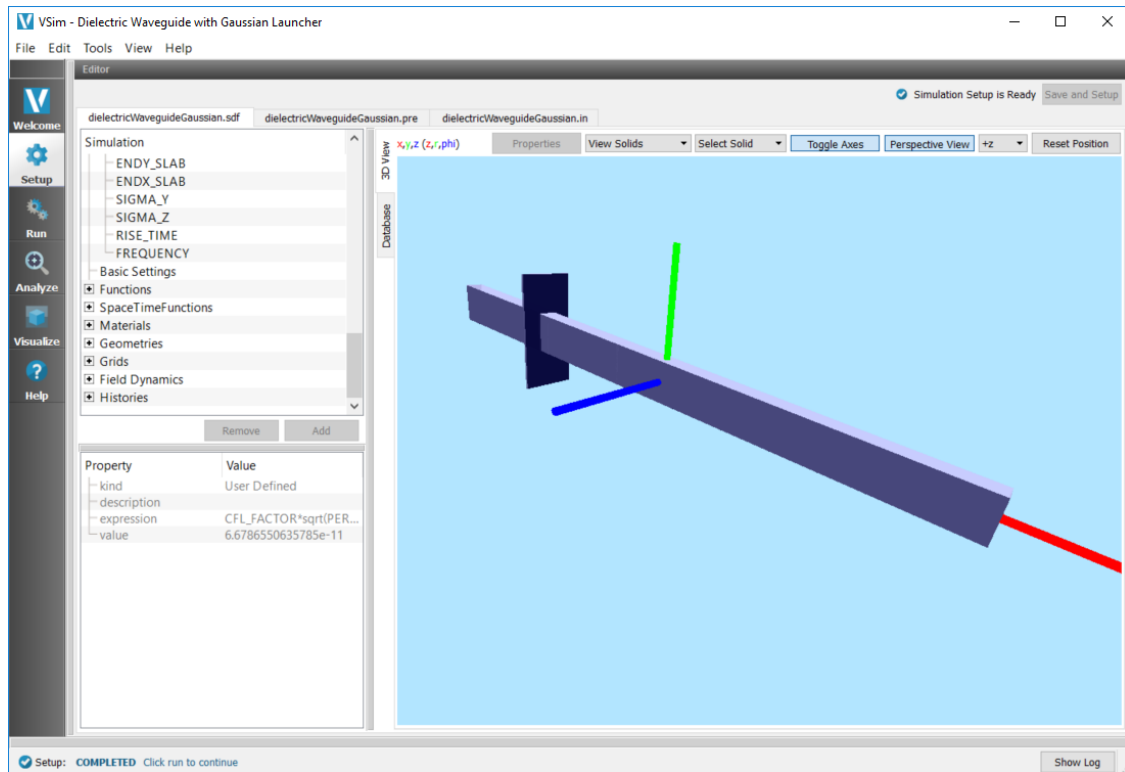 VSim - Dielectric Waveguide with Gaussian Launcher
File Edit Tools View Help
Editor
Simulation Setup is Ready Save and Setup
Welcome
Setup
Run
Analyze
Visualize
Help
dielectricWaveguideGaussian.sdf dielectricWaveguideGaussian.pre dielectricWaveguideGaussian.in
Simulation
ENDY_SLAB
ENDX_SLAB
SIGMA_Y
SIGMA_Z
RISE_TIME
FREQUENCY
Basic Settings
Functions
SpaceTimeFunctions
Materials
Geometries
Grids
Field Dynamics
Histories
Remove Add
Property Value
kind User Defined
description
expression CFL_FACTOR*sqrt(PER...
value 6.6786550635785e-11
3D View
Database
x,y,z (z,r,phi) Properties View Solids Select Solid Toggle Axes Perspective View +z Reset Position
Setup: COMPLETED Click run to continue Show Log